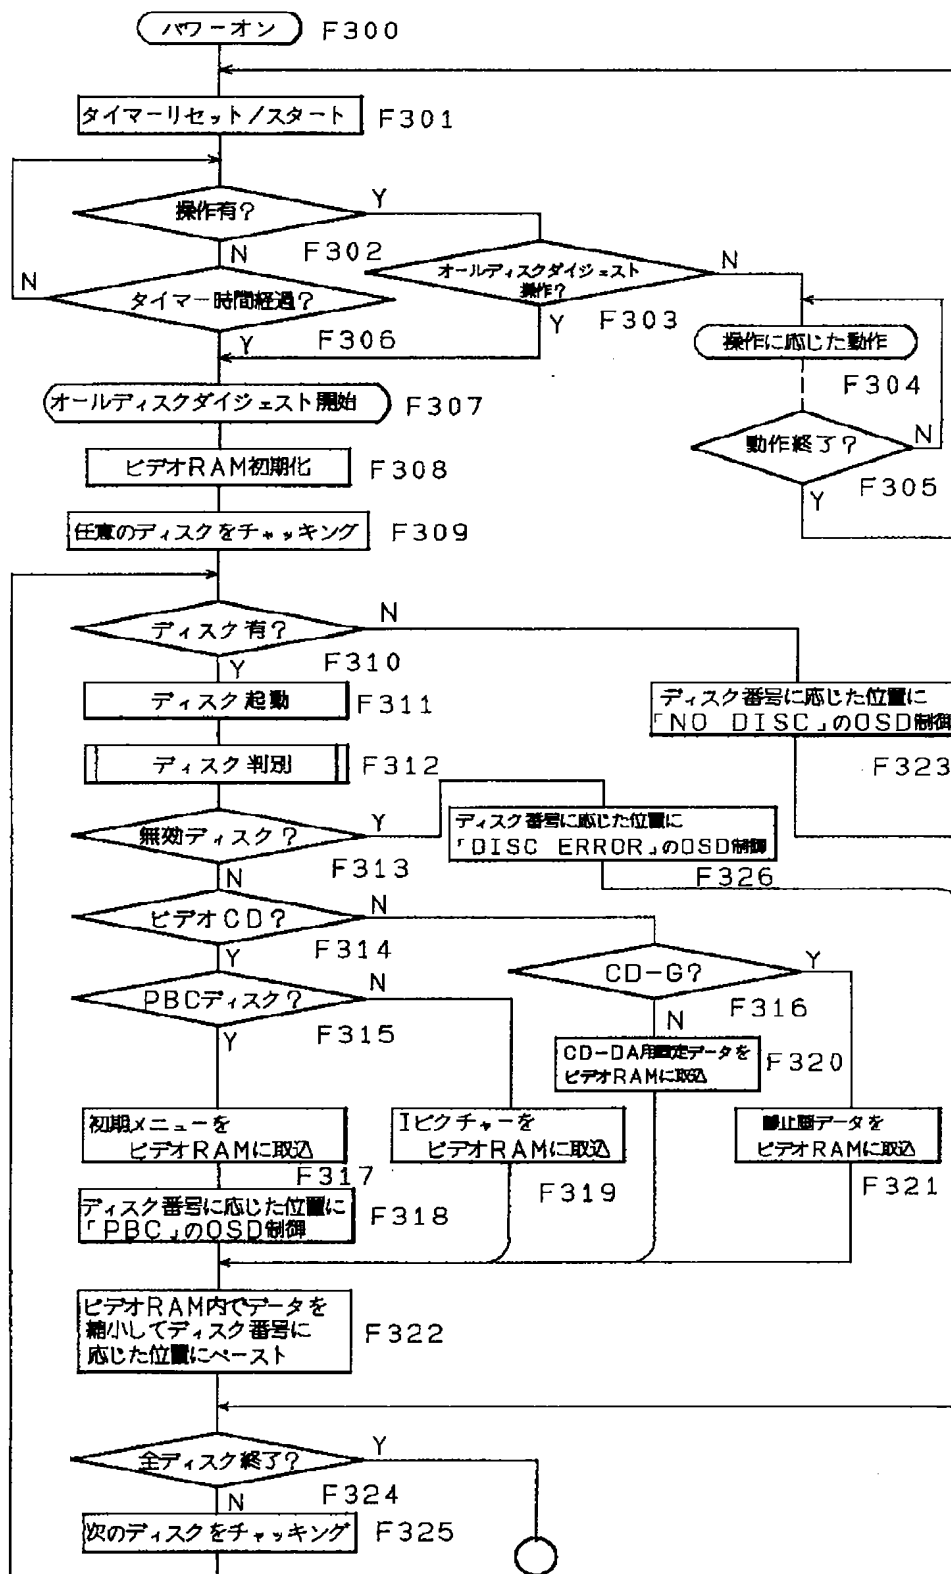 パワーオン F300
タイマーリセット/スタート F301
操作有? Y
N F302
オールディスクダイジェスト
操作? N
Y F303
N タイマー時間経過?
Y F306
操作に応じた動作
F304
動作終了? N
Y F305
オールディスクダイジェスト開始 F307
ビデオRAM初期化 F308
任意のディスクをチャッキング F309
ディスク有? N
Y F310
ディスク起動 F311
ディスク番号に応じた位置に
「NO DISC」のOSD制御
F323
ディスク判別 F312
無効ディスク? Y
N F313
ディスク番号に応じた位置に
「DISC ERROR」のOSD制御
F326
ビデオCD? N
Y F314
CD-G? Y
N F316
PBCディスク? N
Y F315
CD-DA用固定データを
ビデオRAMに取込
F320
初期メニューを
ビデオRAMに取込
F317
Iピクチャーを
ビデオRAMに取込
F319
静止画データを
ビデオRAMに取込
F321
ディスク番号に応じた位置に
「PBC」のOSD制御
F318
ビデオRAM内でデータを
縮小してディスク番号に
応じた位置にペースト
F322
全ディスク終了? Y
N F324
次のディスクをチャッキング F325